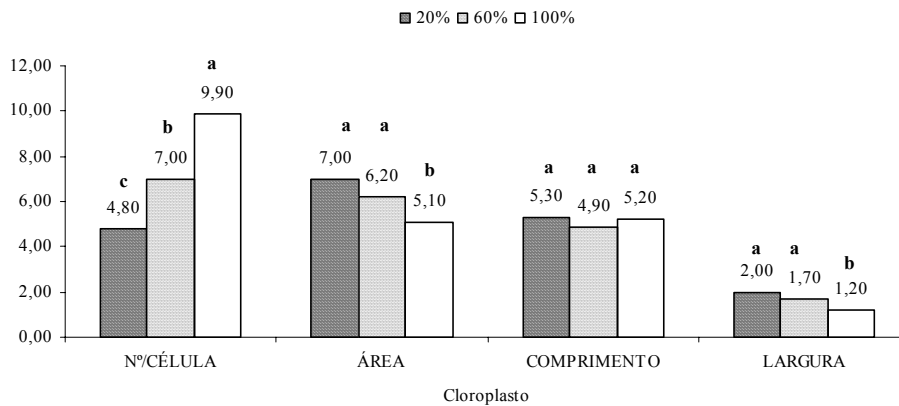 20% 60% 100%
12,00
10,00
8,00
6,00
4,00
2,00
0,00
c b a
4,80 7,00 9,90
a a b
7,00 6,20 5,10
a a a
5,30 4,90 5,20
a a b
2,00 1,70 1,20
Nº/CÉLULA ÁREA COMPRIMENTO LARGURA
Cloroplasto